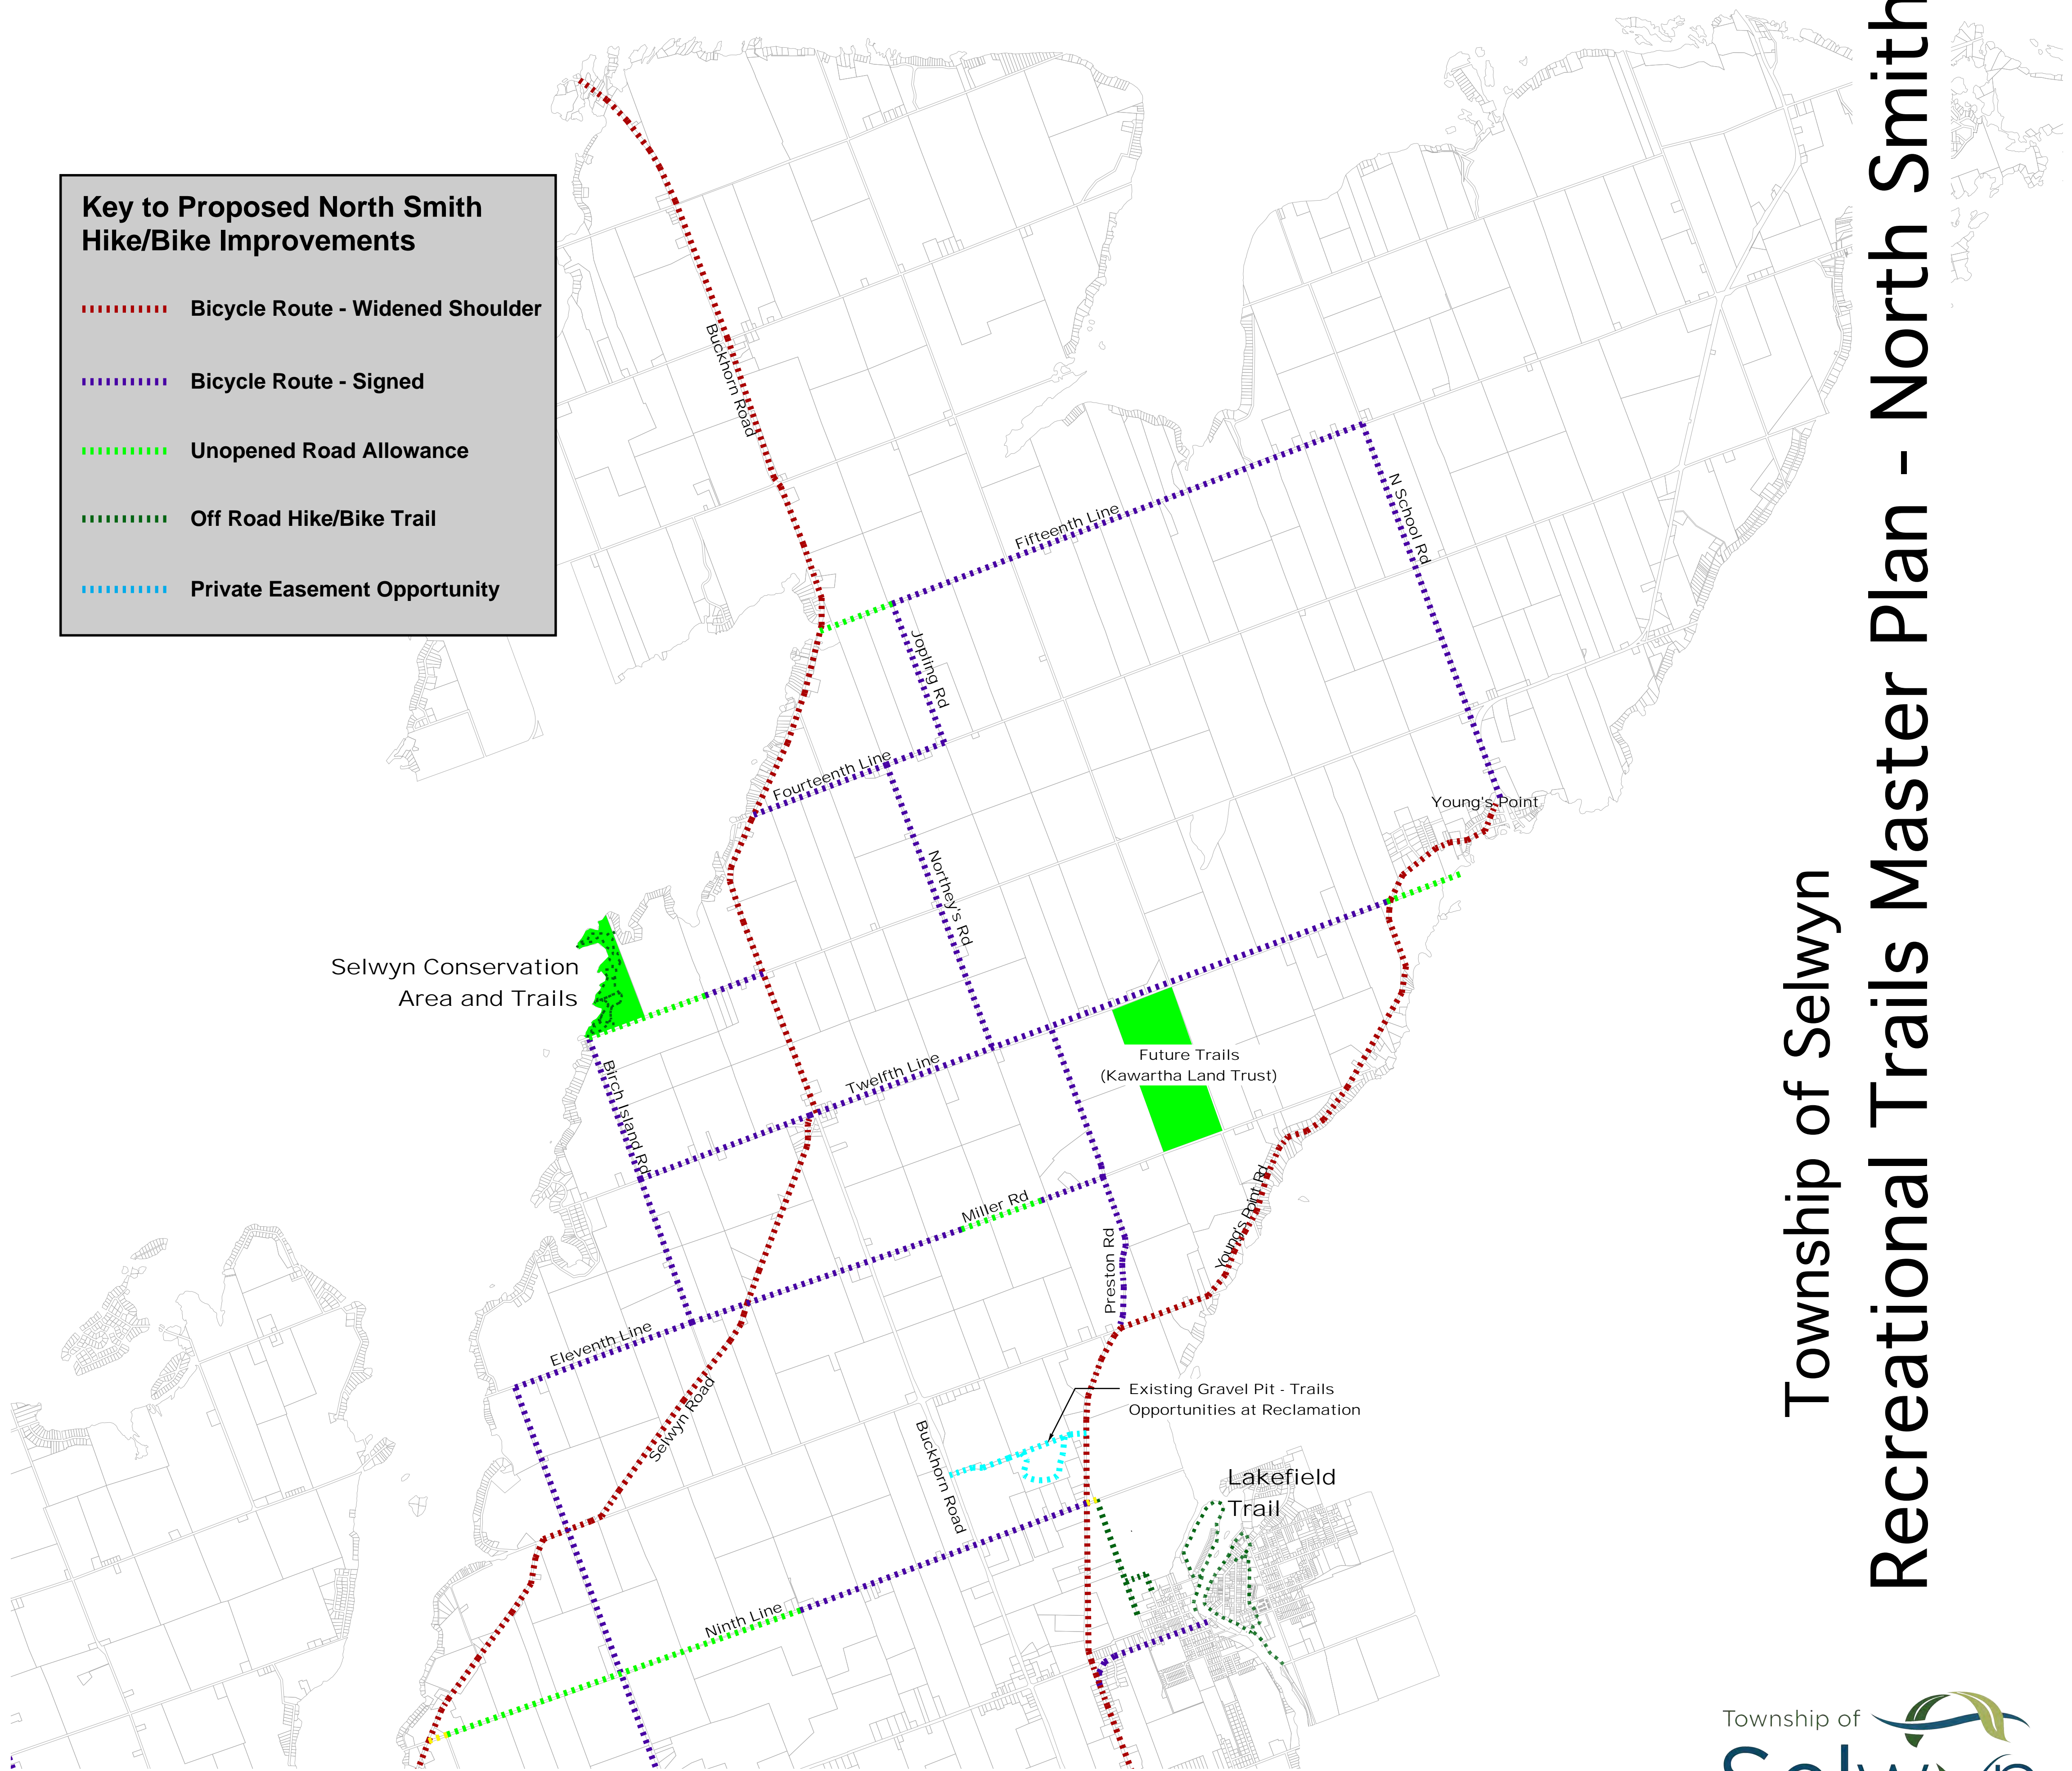 Key to Proposed North Smith
Hike/Bike Improvements
Bicycle Route - Widened Shoulder
Bicycle Route - Signed
Unopened Road Allowance
Off Road Hike/Bike Trail
Private Easement Opportunity
Buckhorn Road
Fifteenth Line
N School Rd
Jopling Rd
Fourteenth Line
Young's Point
Northey's Rd
Selwyn Conservation
Area and Trails
Birch Island Rd
Twelfth Line
Future Trails
(Kawartha Land Trust)
Miller Rd
Young's Point Rd
Preston Rd
Eleventh Line
Selwyn Road
Existing Gravel Pit - Trails
Opportunities at Reclamation
Buckhorn Road
Lakefield
Trail
Ninth Line
Township of Selwyn
Recreational Trails Master Plan - North Smith
Township of
Selwyn